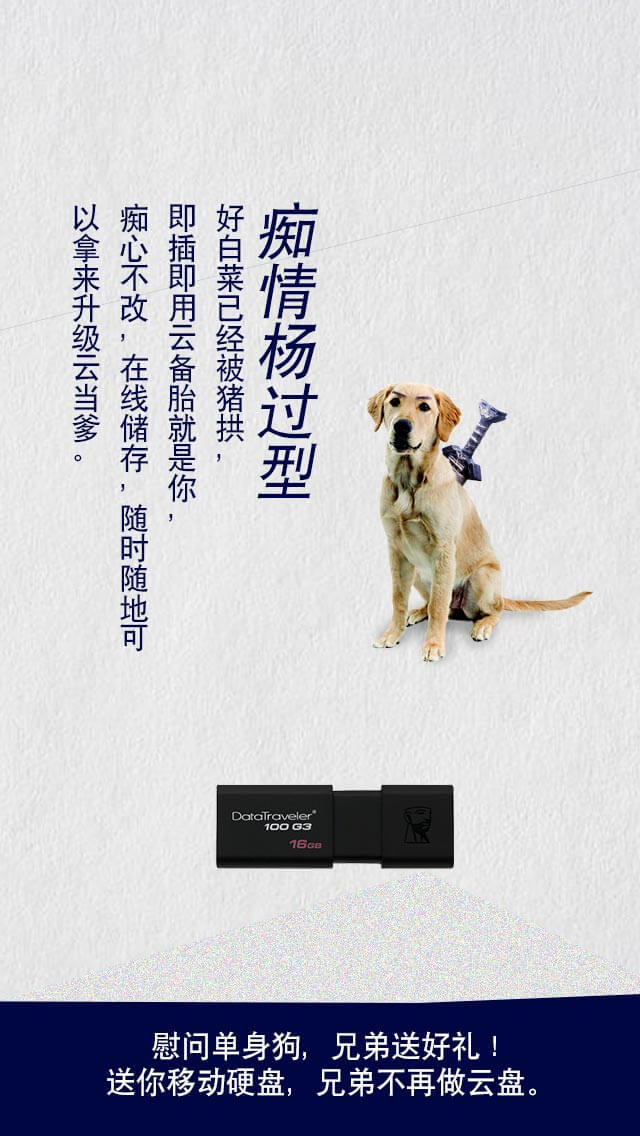 痴情杨过型
好白菜已经被猪拱，
即插即用云备胎就是你，
痴心不改，在线储存，随时随地可
以拿来升级云当爹。
DataTraveler®
100 G3
16GB
慰问单身狗，兄弟送好礼！
送你移动硬盘，兄弟不再做云盘。